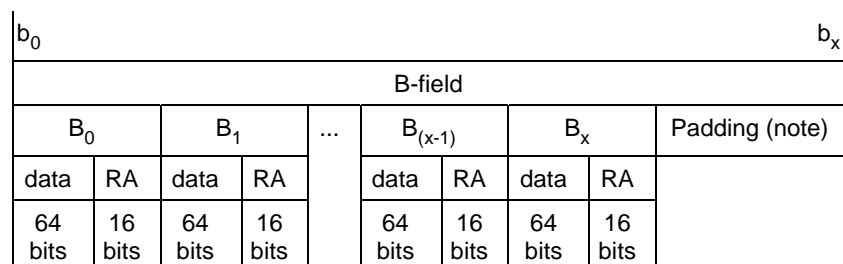 b0 bx
B-field
B0 B1 ... B(x-1) Bx Padding (note)
data RA data RA data RA data RA
64 16 64 16 64 16 64 16
bits bits bits bits bits bits bits bits